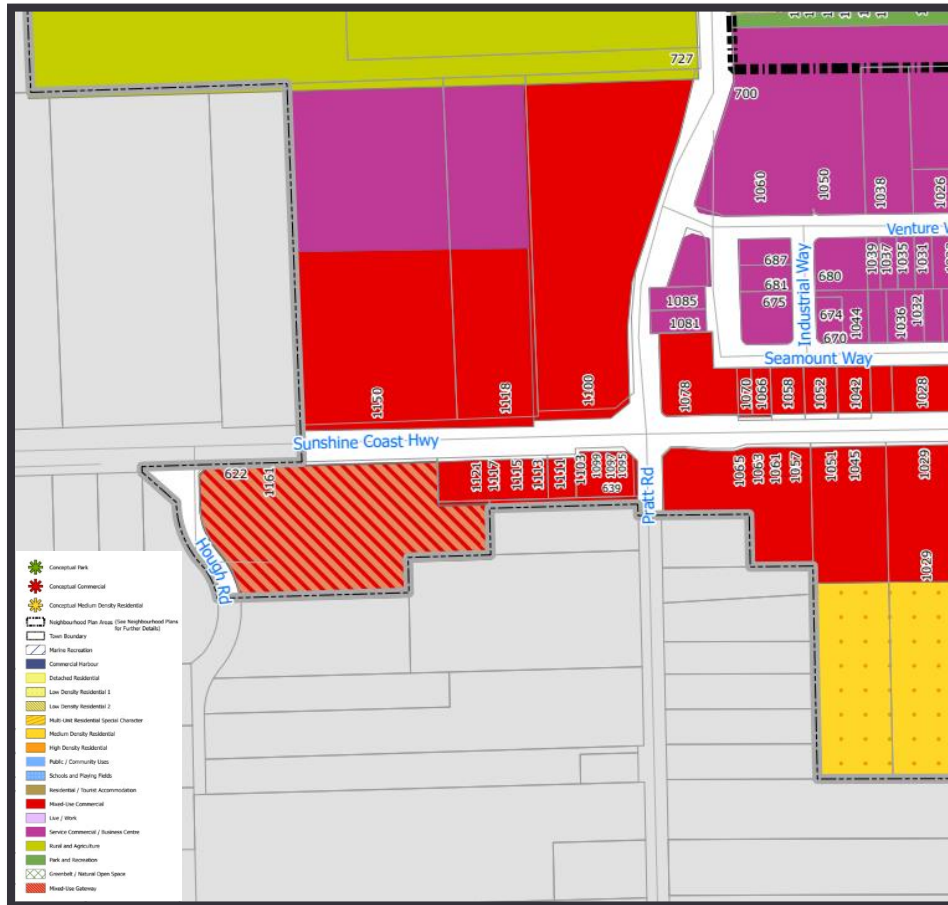 727
700
1060
1050
1038
1026
Venture W
687
681
675
Industrial Way
680
674
670
1044
1039
1037
1035
1031
1036
1032
1085
1081
Seamount Way
1150
1118
1100
1078
1070
1066
1058
1052
1042
1028
Sunshine Coast Hwy
622
1161
1121
1117
1115
1113
1111
1103
1099
1097
1095
639
Pratt Rd
1065
1063
1061
1057
1051
1045
1029
1029
Hough Rd
Conceptual Park
Conceptual Commercial
Conceptual Medium Density Residential
Neighbourhood Plan Areas (See Neighbourhood Plans
for Further Details)
Town Boundary
Marine Recreation
Commercial Harbour
Detached Residential
Low Density Residential 1
Low Density Residential 2
Multi-Unit Residential Special Character
Medium Density Residential
High Density Residential
Public / Community Uses
Schools and Playing Fields
Residential / Tourist Accommodation
Mixed-Use Commercial
Live / Work
Service Commercial / Business Centre
Rural and Agriculture
Park and Recreation
Greenbelt / Natural Open Space
Mixed-Use Gateway